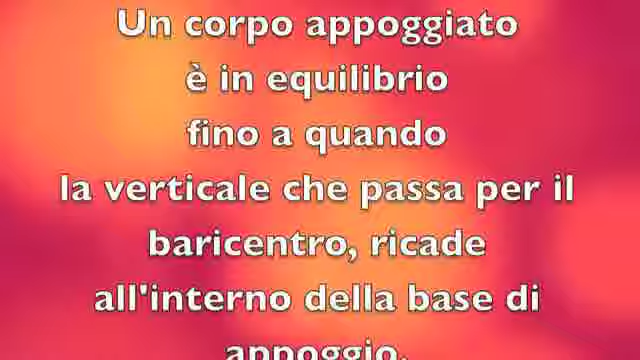 Un corpo appoggiato
è in equilibrio
fino a quando
la verticale che passa per il
baricentro, ricade
all'interno della base di
appoggio.